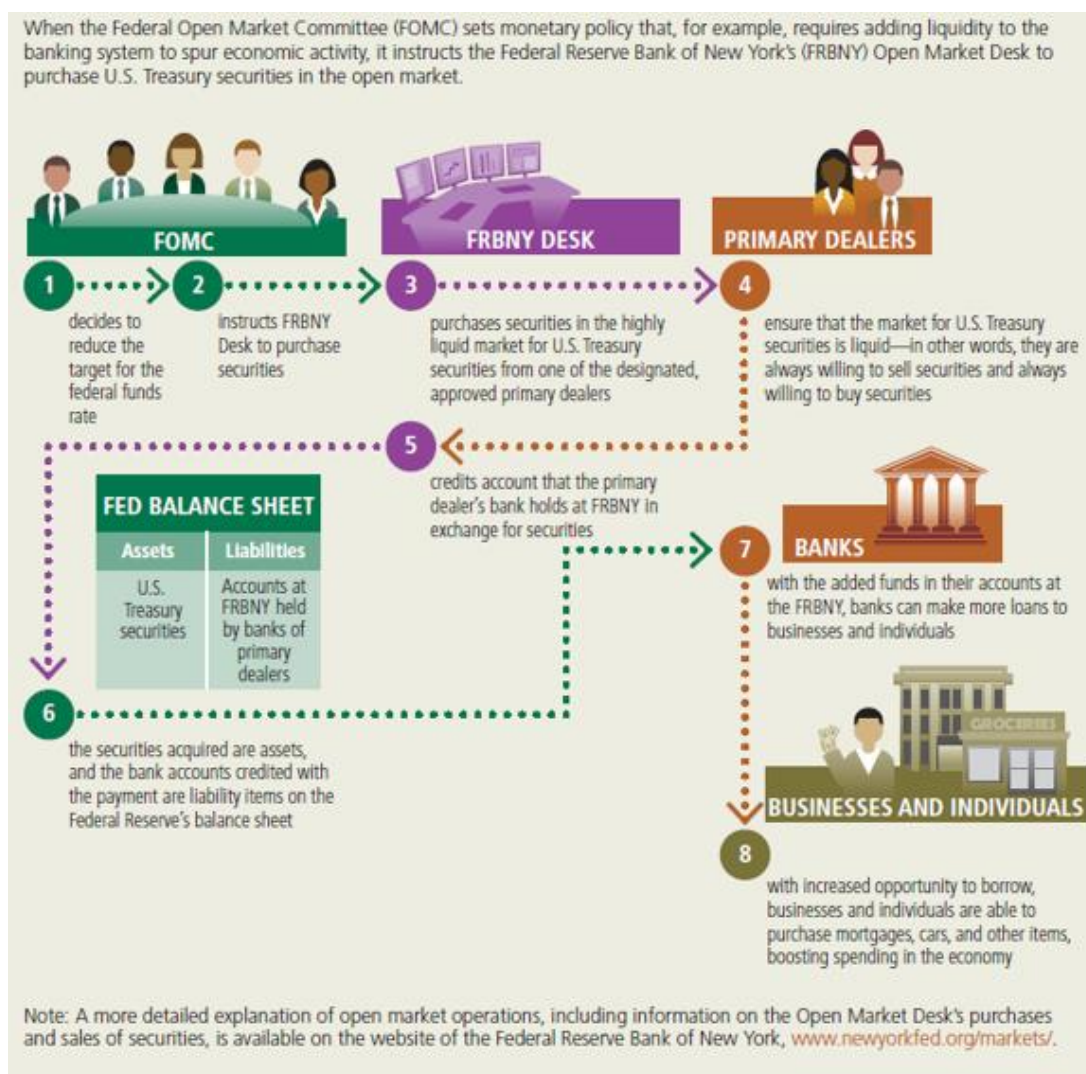 When the Federal Open Market Committee (FOMC) sets monetary policy that, for example, requires adding liquidity to the
banking system to spur economic activity, it instructs the Federal Reserve Bank of New York's (FRBNY) Open Market Desk to
purchase U.S. Treasury securities in the open market.
FOMC
1
decides to
reduce the
target for the
federal funds
rate
2
instructs FRBNY
Desk to purchase
securities
FRBNY DESK
3
purchases securities in the highly
liquid market for U.S. Treasury
securities from one of the designated,
approved primary dealers
PRIMARY DEALERS
4
ensure that the market for U.S. Treasury
securities is liquid—in other words, they are
always willing to sell securities and always
willing to buy securities
5
credits account that the primary
dealer's bank holds at FRBNY in
exchange for securities
FED BALANCE SHEET
Assets
Liabilities
U.S.
Treasury
securities
Accounts at
FRBNY held
by banks of
primary
dealers
6
the securities acquired are assets,
and the bank accounts credited with
the payment are liability items on the
Federal Reserve's balance sheet
7
BANKS
with the added funds in their accounts at
the FRBNY, banks can make more loans to
businesses and individuals
GROCERIES
BUSINESSES AND INDIVIDUALS
8
with increased opportunity to borrow,
businesses and individuals are able to
purchase mortgages, cars, and other items,
boosting spending in the economy
Note: A more detailed explanation of open market operations, including information on the Open Market Desk's purchases
and sales of securities, is available on the website of the Federal Reserve Bank of New York, www.newyorkfed.org/markets/.